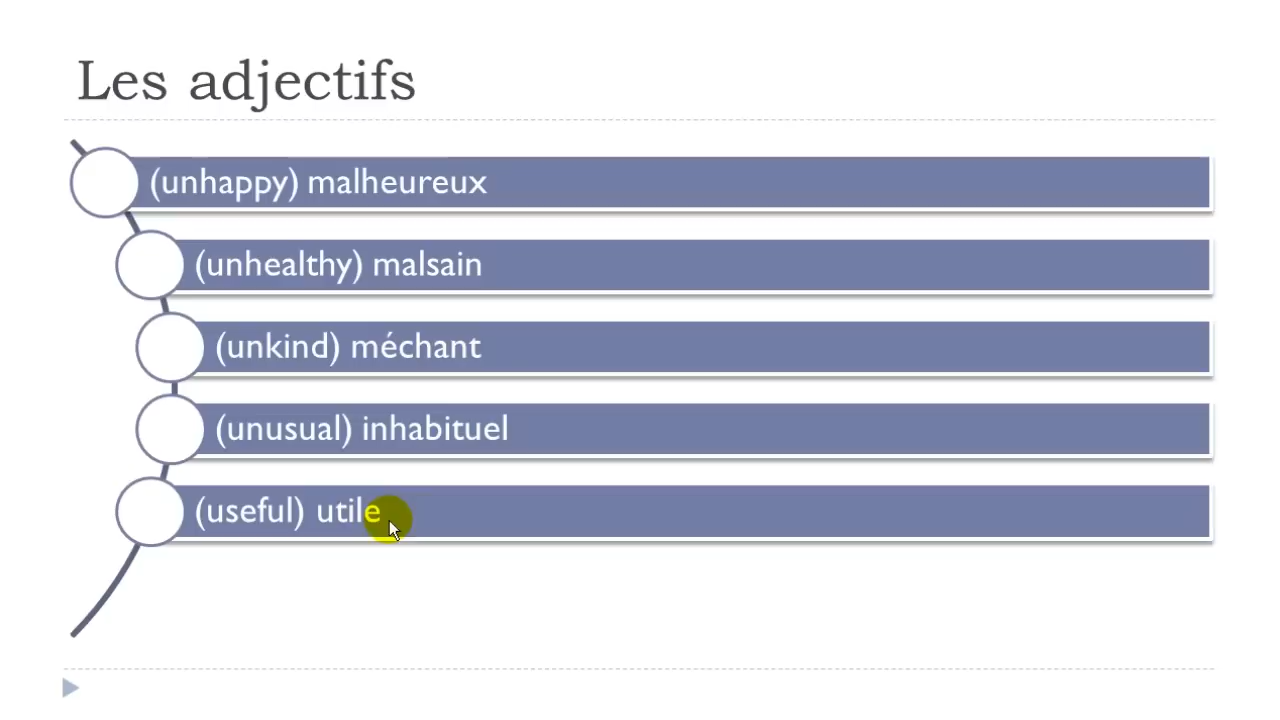 Les adjectifs
(unhappy) malheureux
(unhealthy) malsain
(unkind) méchant
(unusual) inhabituel
(useful) utile